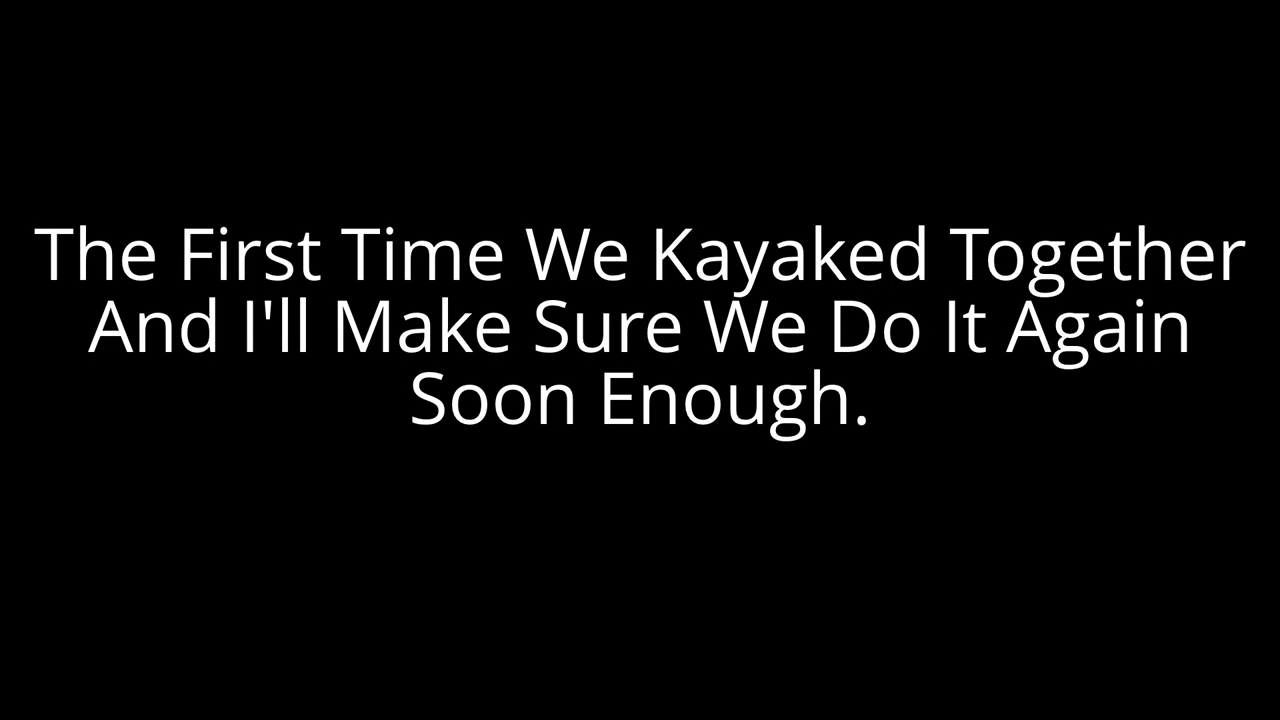 The First Time We Kayaked Together
And I'll Make Sure We Do It Again
Soon Enough.